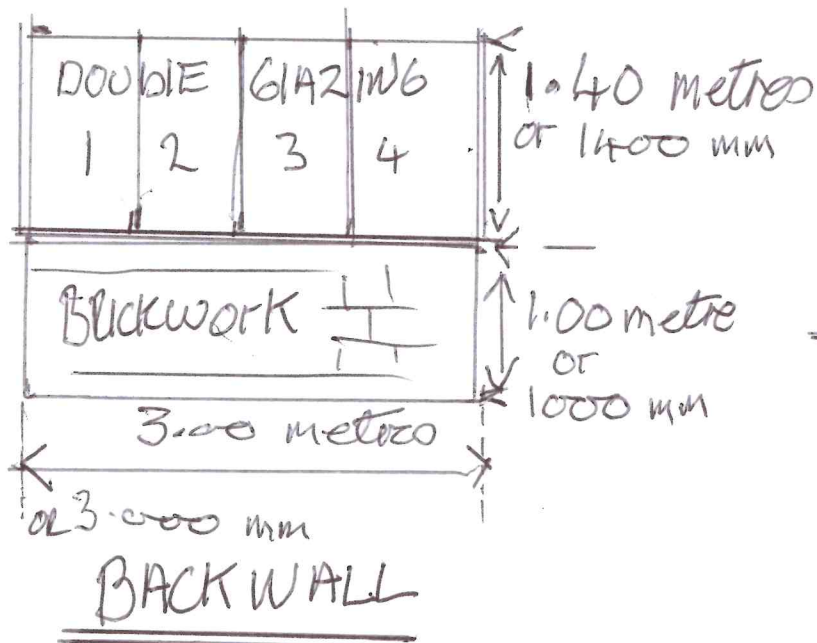 DOUBLE GLAZING
1 2 3 4
1.40 metres
or 1400 mm
BRICKWORK
1.00 metre
or
1000 mm
3.00 metres
or 3.000 mm
BACKWALL